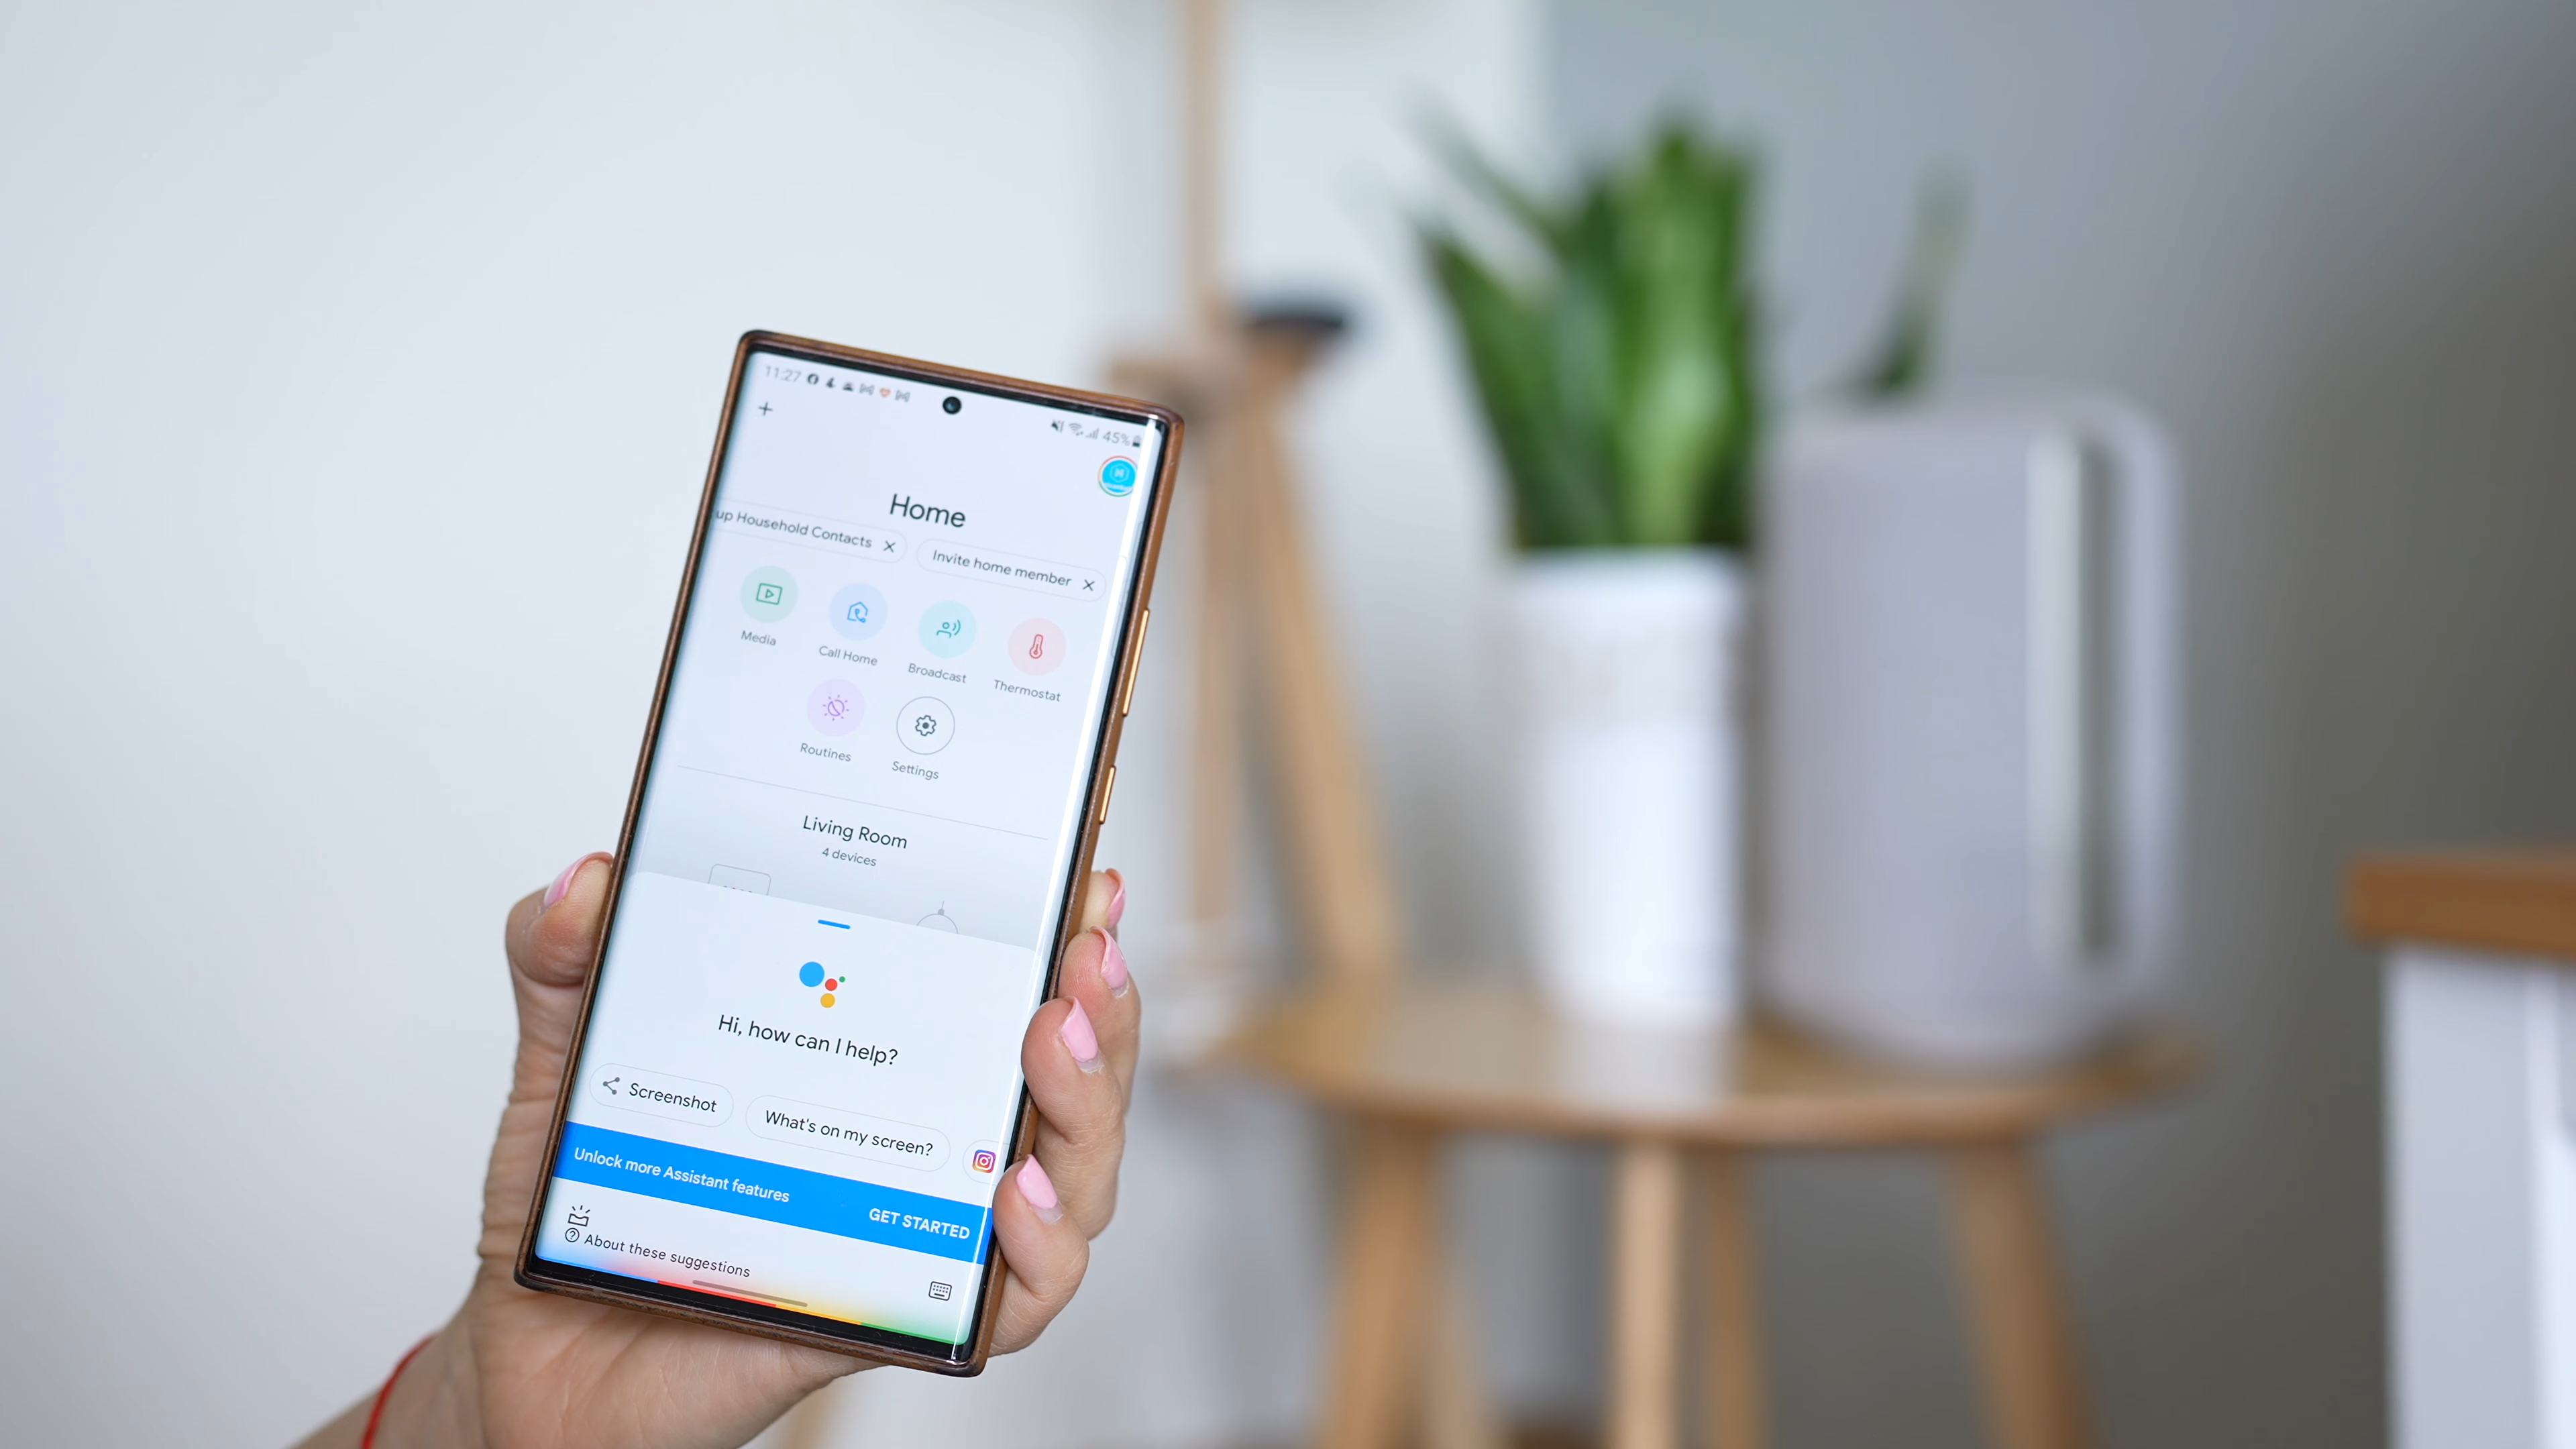 11:27
45%
Home
up Household Contacts
Invite home member
Media
Call Home
Broadcast
Thermostat
Routines
Settings
Living Room
4 devices
Hi, how can I help?
Screenshot
What's on my screen?
Unlock more Assistant features
GET STARTED
About these suggestions